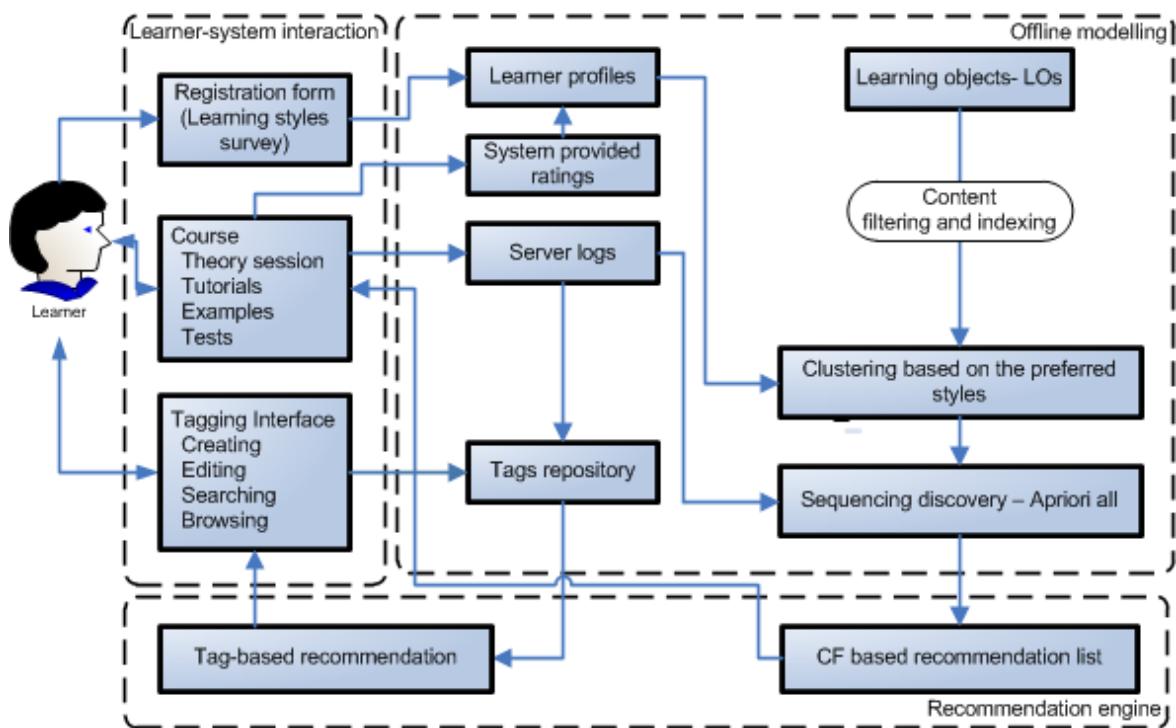 Learner-system interaction
Offline modelling
Registration form
(Learning styles
survey)
Learner profiles
Learning objects- LOs
System provided
ratings
Content
filtering and indexing
Course
Theory session
Tutorials
Examples
Tests
Server logs
Learner
Clustering based on the preferred
styles
Tagging Interface
Creating
Editing
Searching
Browsing
Tags repository
Sequencing discovery – Apriori all
Tag-based recommendation
CF based recommendation list
Recommendation engine